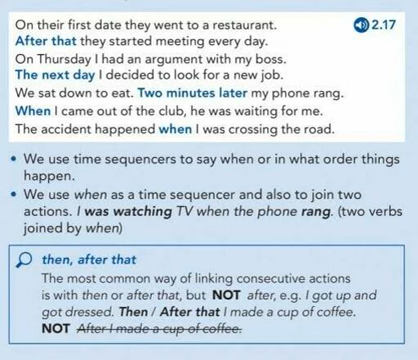 On their first date they went to a restaurant. 2.17
After that they started meeting every day.
On Thursday I had an argument with my boss.
The next day I decided to look for a new job.
We sat down to eat. Two minutes later my phone rang.
When I came out of the club, he was waiting for me.
The accident happened when I was crossing the road.
• We use time sequencers to say when or in what order things
happen.
• We use when as a time sequencer and also to join two
actions. I was watching TV when the phone rang. (two verbs
joined by when)
then, after that
The most common way of linking consecutive actions
is with then or after that, but NOT after, e.g. I got up and
got dressed. Then / After that I made a cup of coffee.
NOT After I made a cup of coffee.